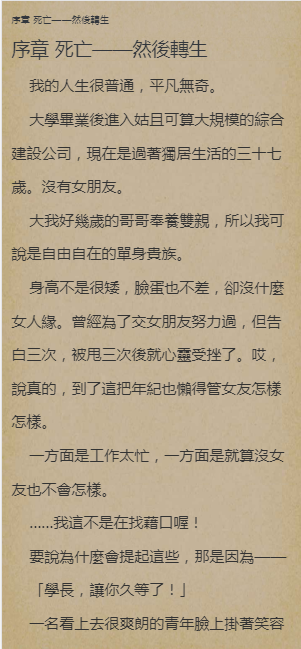 序章 死亡——然後轉生
序章 死亡——然後轉生
我的人生很普通，平凡無奇。
大學畢業後進入姑且可算大規模的綜合
建設公司，現在是過著獨居生活的三十七
歲。沒有女朋友。
大我好幾歲的哥哥奉養雙親，所以我可
說是自由自在的單身貴族。
身高不是很矮，臉蛋也不差，卻沒什麼
女人緣。曾經為了交女朋友努力過，但告
白三次，被甩三次後就心靈受挫了。哎，
說真的，到了這把年紀也懶得管女友怎樣
怎樣。
一方面是工作太忙，一方面是就算沒女
友也不會怎樣。
……我這不是在找藉口喔！
要說為什麼會提起這些，那是因為——
「學長，讓你久等了！」
一名看上去很爽朗的青年臉上掛著笑容